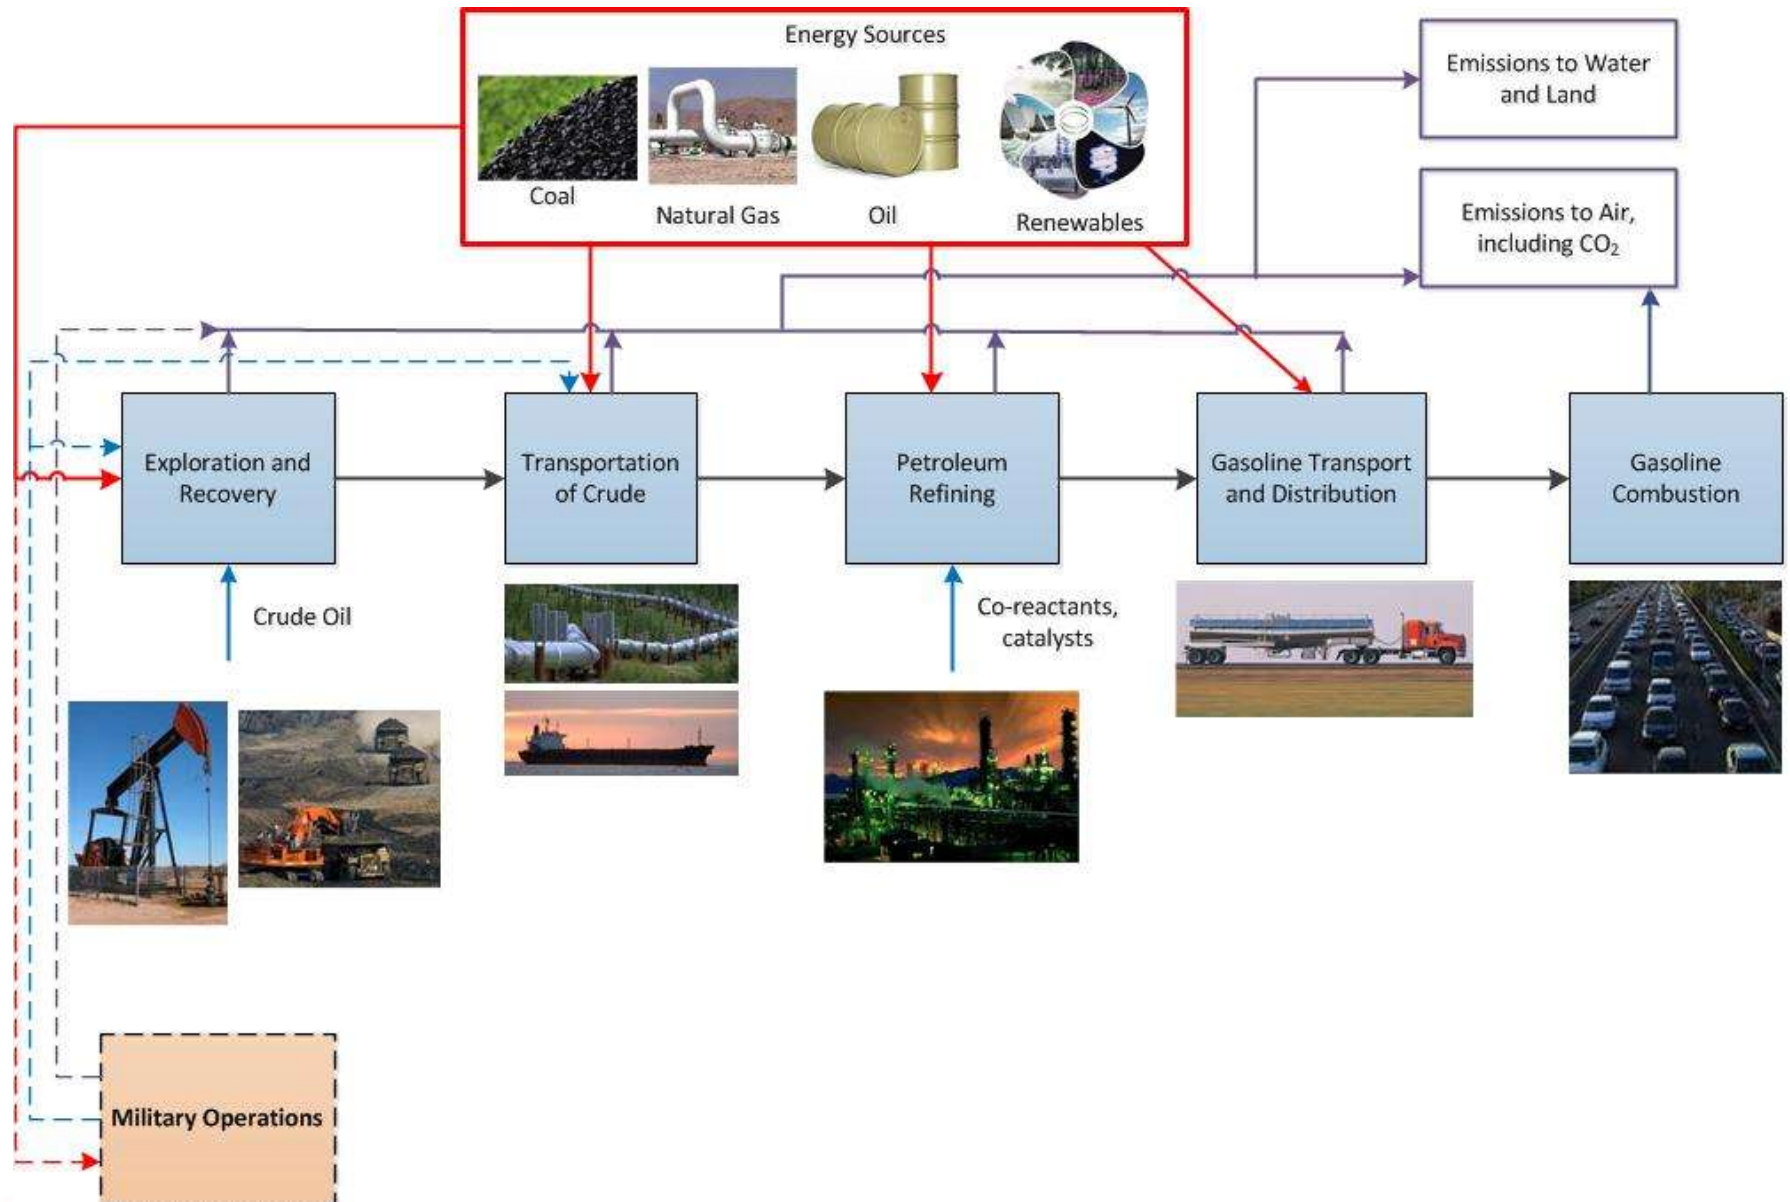 Energy Sources
Coal
Natural Gas
Oil
Renewables
Emissions to Water
and Land
Emissions to Air,
including CO₂
Exploration and
Recovery
Transportation
of Crude
Petroleum
Refining
Gasoline Transport
and Distribution
Gasoline
Combustion
Crude Oil
Co-reactants,
catalysts
Military Operations